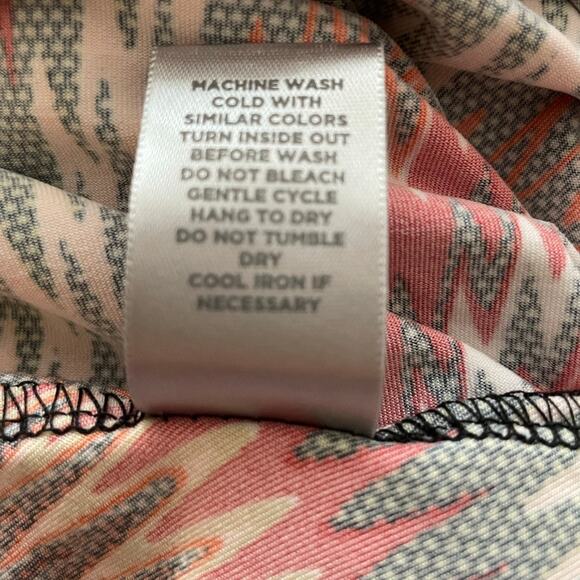 MACHINE WASH
COLD WITH
SIMILAR COLORS
TURN INSIDE OUT
BEFORE WASH
DO NOT BLEACH
GENTLE CYCLE
HANG TO DRY
DO NOT TUMBLE
DRY
COOL IRON IF
NECESSARY